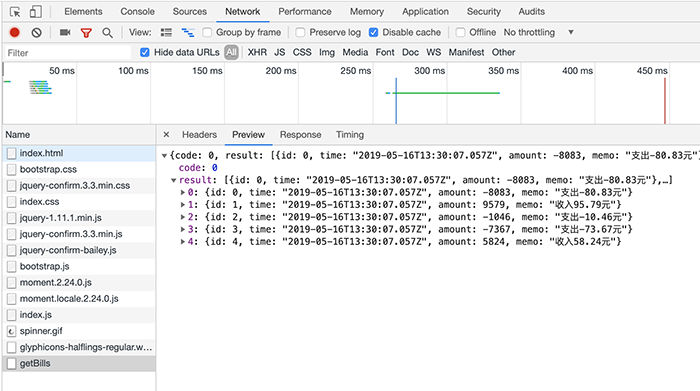 Elements Console Sources Network Performance Memory Application Security Audits
View: Group by frame Preserve log Disable cache Offline No throttling
Filter Hide data URLs All XHR JS CSS Img Media Font Doc WS Manifest Other
50 ms 100 ms 150 ms 200 ms 250 ms 300 ms 350 ms 400 ms 450 ms
Name
index.html
bootstrap.css
jquery-confirm.3.3.min.css
index.css
jquery-1.11.1.min.js
jquery-confirm.3.3.min.js
jquery-confirm-bailey.js
bootstrap.js
moment.2.24.0.js
moment.locale.2.24.0.js
index.js
spinner.gif
glyphicons-halflings-regular.w...
getBills
× Headers Preview Response Timing
{code: 0, result: [{id: 0, time: "2019-05-16T13:30:07.057Z", amount: -8083, memo: "支出-80.83元"}
code: 0
result: [{id: 0, time: "2019-05-16T13:30:07.057Z", amount: -8083, memo: "支出-80.83元"},…]
0: {id: 0, time: "2019-05-16T13:30:07.057Z", amount: -8083, memo: "支出-80.83元"}
1: {id: 1, time: "2019-05-16T13:30:07.057Z", amount: 9579, memo: "收入95.79元"}
2: {id: 2, time: "2019-05-16T13:30:07.057Z", amount: -1046, memo: "支出-10.46元"}
3: {id: 3, time: "2019-05-16T13:30:07.057Z", amount: -7367, memo: "支出-73.67元"}
4: {id: 4, time: "2019-05-16T13:30:07.057Z", amount: 5824, memo: "收入58.24元"}